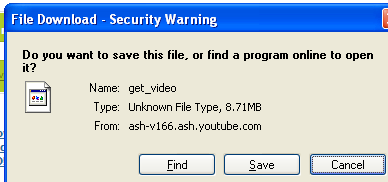 File Download - Security Warning
Do you want to save this file, or find a program online to open
it?
Name: get_video
Type: Unknown File Type, 8.71MB
From: ash-v166.ash.youtube.com
Find Save Cancel